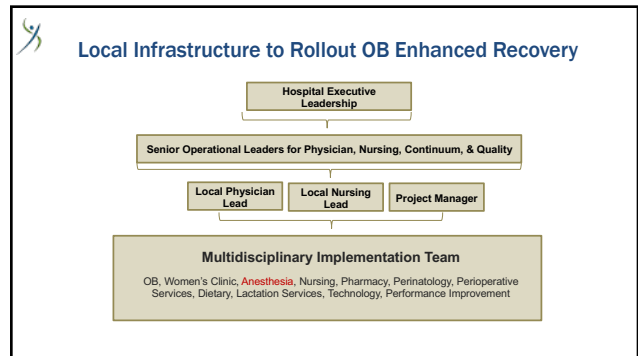 Local Infrastructure to Rollout OB Enhanced Recovery
Hospital Executive
Leadership
Senior Operational Leaders for Physician, Nursing, Continuum, & Quality
Local Physician
Lead
Local Nursing
Lead
Project Manager
Multidisciplinary Implementation Team
OB, Women's Clinic, Anesthesia, Nursing, Pharmacy, Perinatology, Perioperative
Services, Dietary, Lactation Services, Technology, Performance Improvement